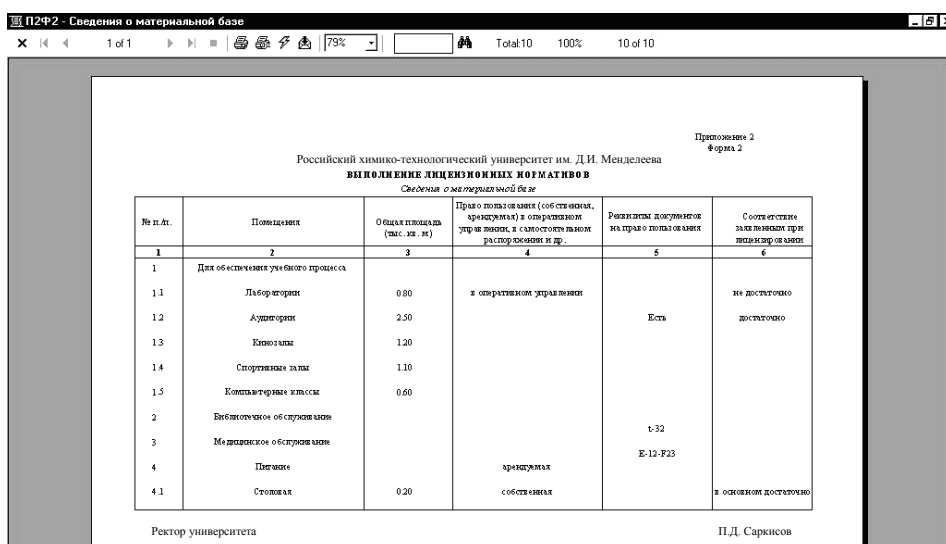 П2Ф2 - Сведения о материальной базе
1 of 1 79% Total:10 100% 10 of 10
Приложение 2
Форма 2
Российский химико-технологический университет им. Д.И. Менделеева
ВЫПОЛНЕНИЕ ЛИЦЕНЗИОННЫХ НОРМАТИВОВ
Сведения о материальной базе
№ п./п. Помещения Общая площадь (тыс. кв. м) Право пользования (собственная, арендуемая) в оперативном управлении, в самостоятельном распоряжении и др. Реквизиты документов на право пользования Соответствие заявленным при лицензировании
1 2 3 4 5 6
1 Для обеспечения учебного процесса
1.1 Лаборатории 0.80 в оперативном управлении не достаточно
1.2 Аудитории 2.50 Есть достаточно
1.3 Кинозалы 1.20
1.4 Спортивные залы 1.10
1.5 Компьютерные классы 0.60
2 Библиотечное обслуживание
t-32
3 Медицинское обслуживание
E-12-F23
4 Питание арендуемая
4.1 Столовая 0.20 собственная в основном достаточно
Ректор университета П.Д. Саркисов